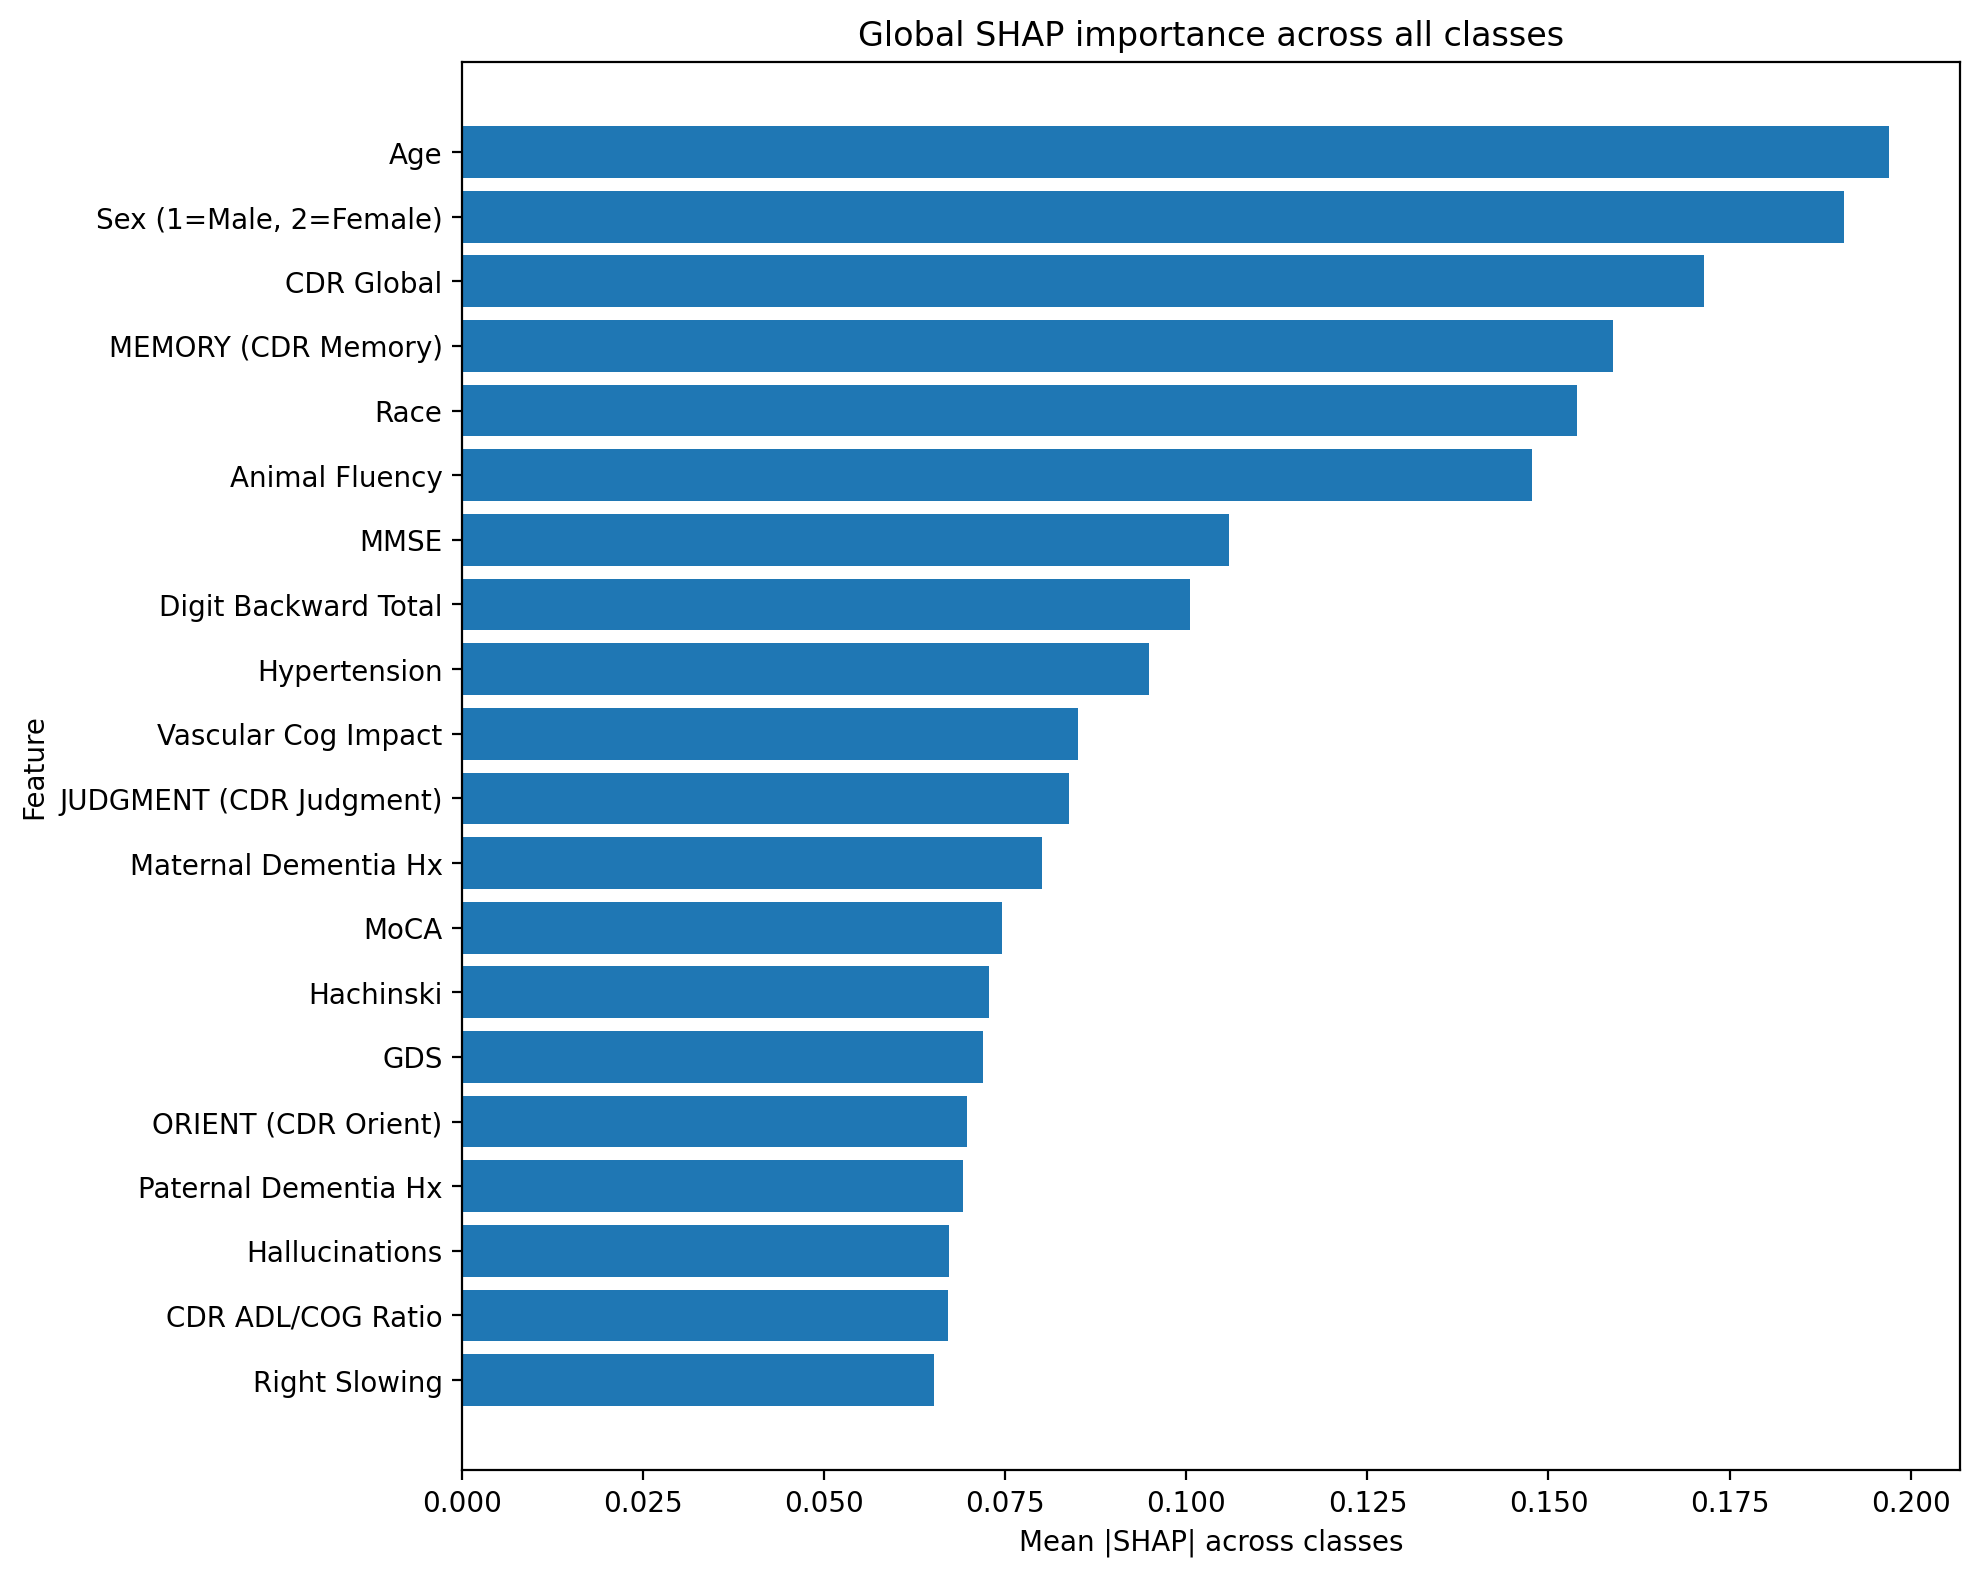 Global SHAP importance across all classes
Age
Sex (1=Male, 2=Female)
CDR Global
MEMORY (CDR Memory)
Race
Animal Fluency
MMSE
Digit Backward Total
Hypertension
Vascular Cog Impact
JUDGMENT (CDR Judgment)
Maternal Dementia Hx
MoCA
Hachinski
GDS
ORIENT (CDR Orient)
Paternal Dementia Hx
Hallucinations
CDR ADL/COG Ratio
Right Slowing
Feature
0.000 0.025 0.050 0.075 0.100 0.125 0.150 0.175 0.200
Mean |SHAP| across classes